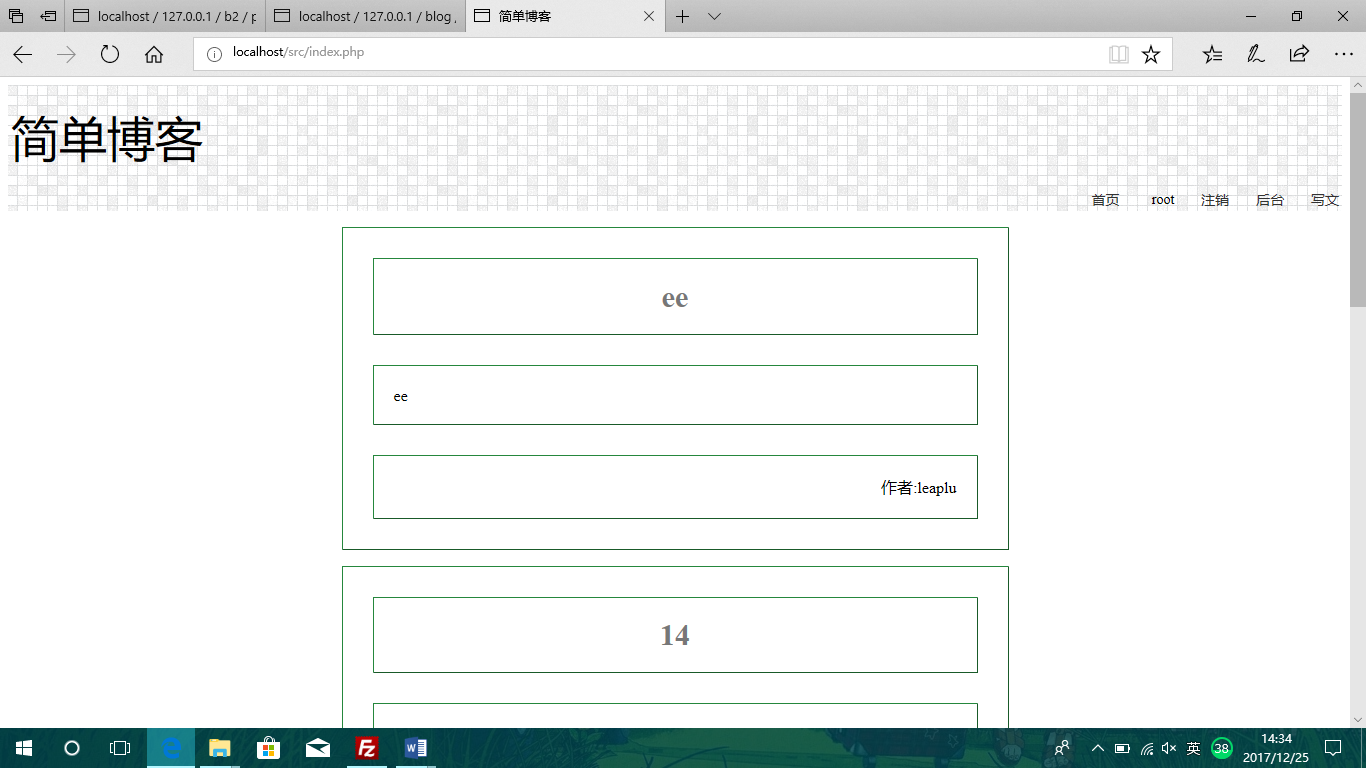 localhost / 127.0.0.1 / b2 / p
localhost / 127.0.0.1 / blog /
简单博客
localhost/src/index.php
简单博客
首页 root 注销 后台 写文
ee
ee
作者:leaplu
14
英 38 14:34
2017/12/25